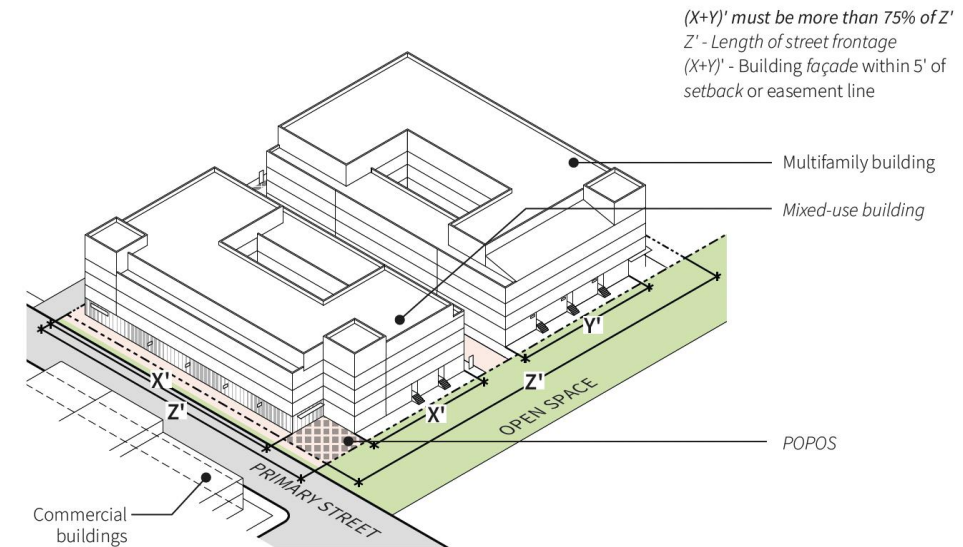 (X+Y)' must be more than 75% of Z'
Z' - Length of street frontage
(X+Y)' - Building façade within 5' of
setback or easement line
Multifamily building
Mixed-use building
Y'
X'
Z'
Z'
X'
OPEN SPACE
POPOS
PRIMARY STREET
Commercial
buildings